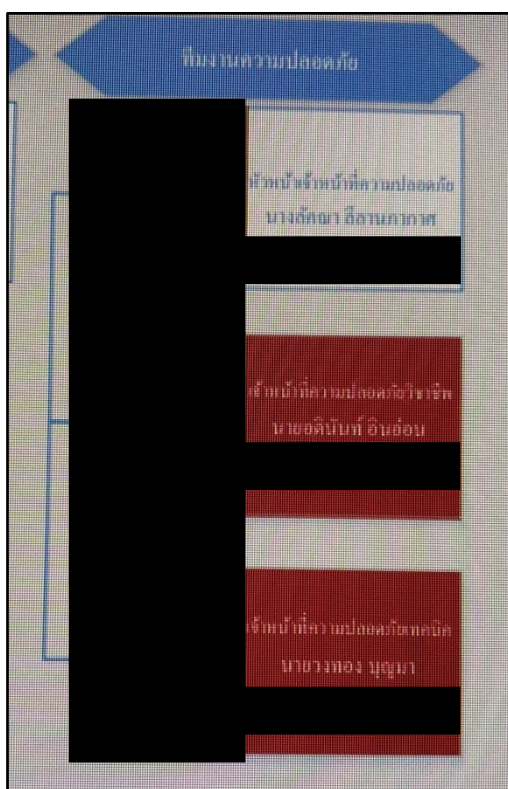 ทีมงานความปลอดภัย
หัวหน้าเจ้าหน้าที่ความปลอดภัย
นางลัคณา ลีลานภากาศ
เจ้าหน้าที่ความปลอดภัยวิชาชีพ
นายอดินันท์ อินอ่อน
เจ้าหน้าที่ความปลอดภัยเทคนิค
นายวงทอง บุญมา